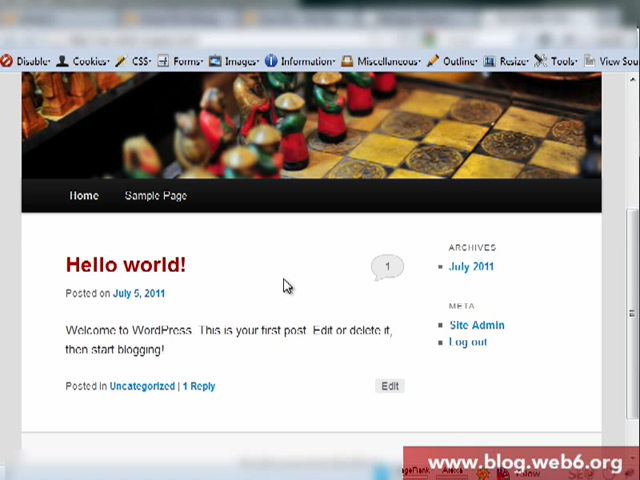 Disable Cookies CSS Forms Images Information Miscellaneous Outline Resize Tools View Sou
Home Sample Page
Hello world!
1
Posted on July 5, 2011
Welcome to WordPress. This is your first post. Edit or delete it,
then start blogging!
Posted in Uncategorized | 1 Reply
Edit
ARCHIVES
July 2011
META
Site Admin
Log out
www.blog.web6.org